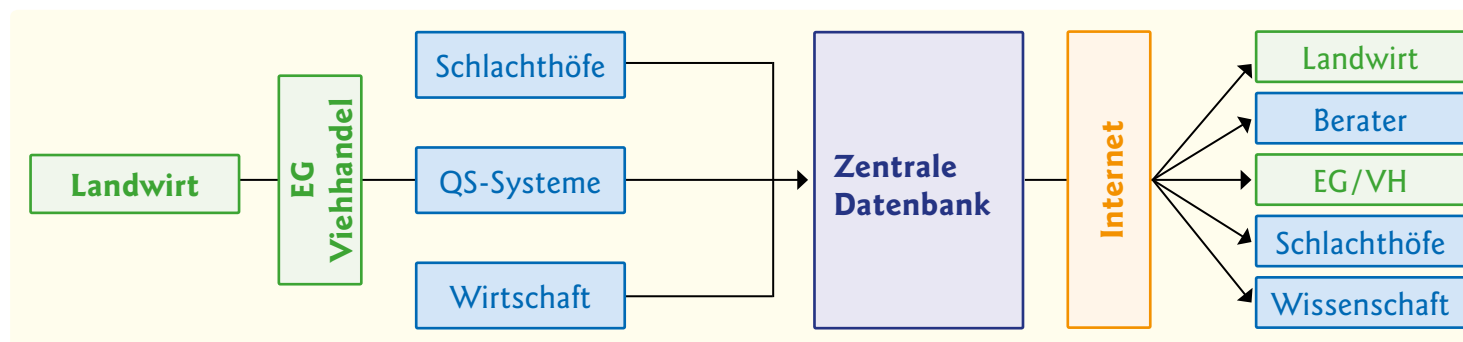 Landwirt
EG
Viehhandel
Schlachthöfe
QS-Systeme
Wirtschaft
Zentrale
Datenbank
Internet
Landwirt
Berater
EG/VH
Schlachthöfe
Wissenschaft